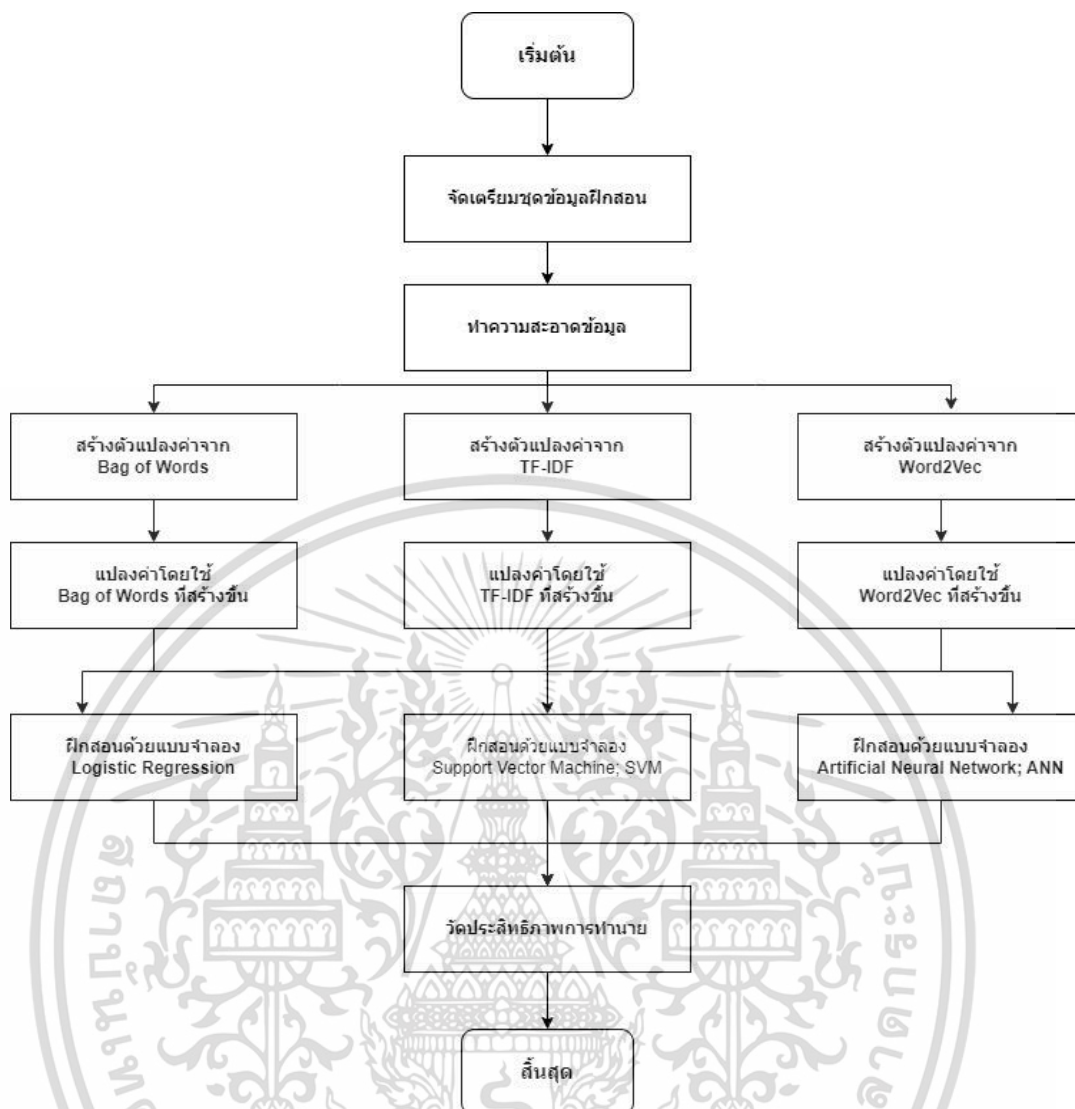 เริ่มต้น
จัดเตรียมชุดข้อมูลฝึกสอน
ทำความสะอาดข้อมูล
สร้างตัวแปลงค่าจาก
Bag of Words
สร้างตัวแปลงค่าจาก
TF-IDF
สร้างตัวแปลงค่าจาก
Word2Vec
แปลงค่าโดยใช้
Bag of Words ที่สร้างขึ้น
แปลงค่าโดยใช้
TF-IDF ที่สร้างขึ้น
แปลงค่าโดยใช้
Word2Vec ที่สร้างขึ้น
ฝึกสอนด้วยแบบจำลอง
Logistic Regression
ฝึกสอนด้วยแบบจำลอง
Support Vector Machine; SVM
ฝึกสอนด้วยแบบจำลอง
Artificial Neural Network; ANN
วัดประสิทธิภาพการทำนาย
สิ้นสุด